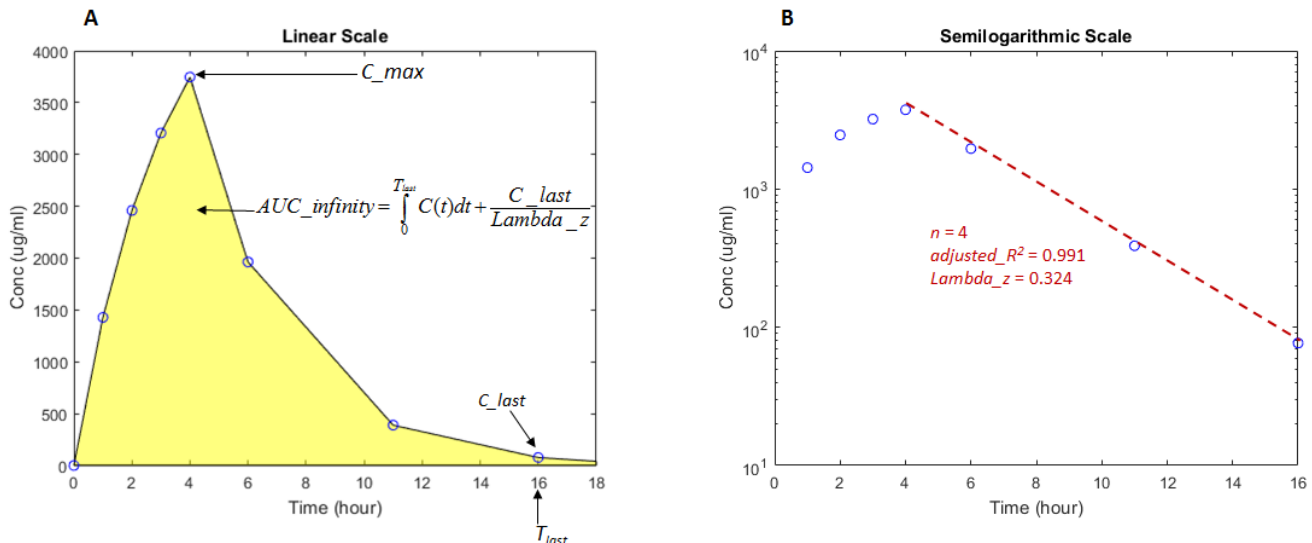 A
Linear Scale
4000
3500
3000
2500
2000
1500
1000
500
0
Conc (ug/ml)
C_max
AUC_infinity = ∫₀^{T_last} C(t)dt + C_last / Lambda_z
C_last
0 2 4 6 8 10 12 14 16 18
Time (hour)
T_last
B
Semilogarithmic Scale
10⁴
10³
10²
10¹
Conc (ug/ml)
n = 4
adjusted_R² = 0.991
Lambda_z = 0.324
0 2 4 6 8 10 12 14 16
Time (hour)